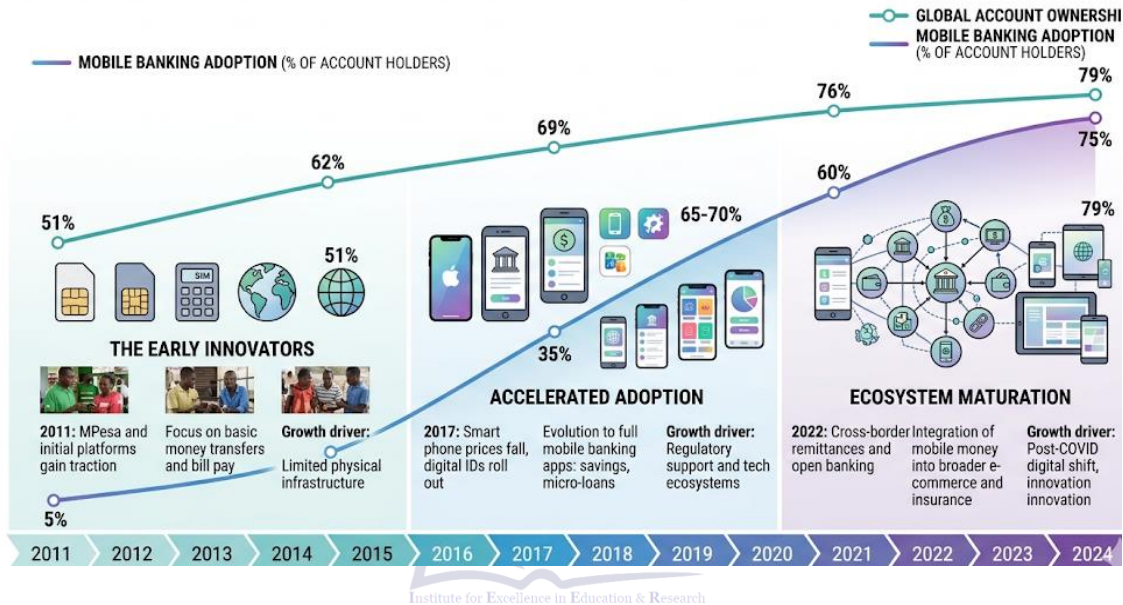 GLOBAL ACCOUNT OWNERSHI
MOBILE BANKING ADOPTION
(% OF ACCOUNT HOLDERS)
MOBILE BANKING ADOPTION (% OF ACCOUNT HOLDERS)
79%
76%
75%
69%
62%
60%
51%
65-70%
79%
51%
SIM
$
$
35%
THE EARLY INNOVATORS
2011: MPesa and
initial platforms
gain traction
Focus on basic
money transfers
and bill pay
Growth driver:
Limited physical
infrastructure
5%
ACCELERATED ADOPTION
2017: Smart
phone prices fall,
digital IDs roll
out
Evolution to full
mobile banking
apps: savings,
micro-loans
Growth driver:
Regulatory
support and tech
ecosystems
ECOSYSTEM MATURATION
2022: Cross-border
remittances and
open banking
Integration of
mobile money
into broader e-
commerce and
insurance
Growth driver:
Post-COVID
digital shift,
innovation
innovation
2011 2012 2013 2014 2015 2016 2017 2018 2019 2020 2021 2022 2023 2024
Institute for Excellence in Education & Research